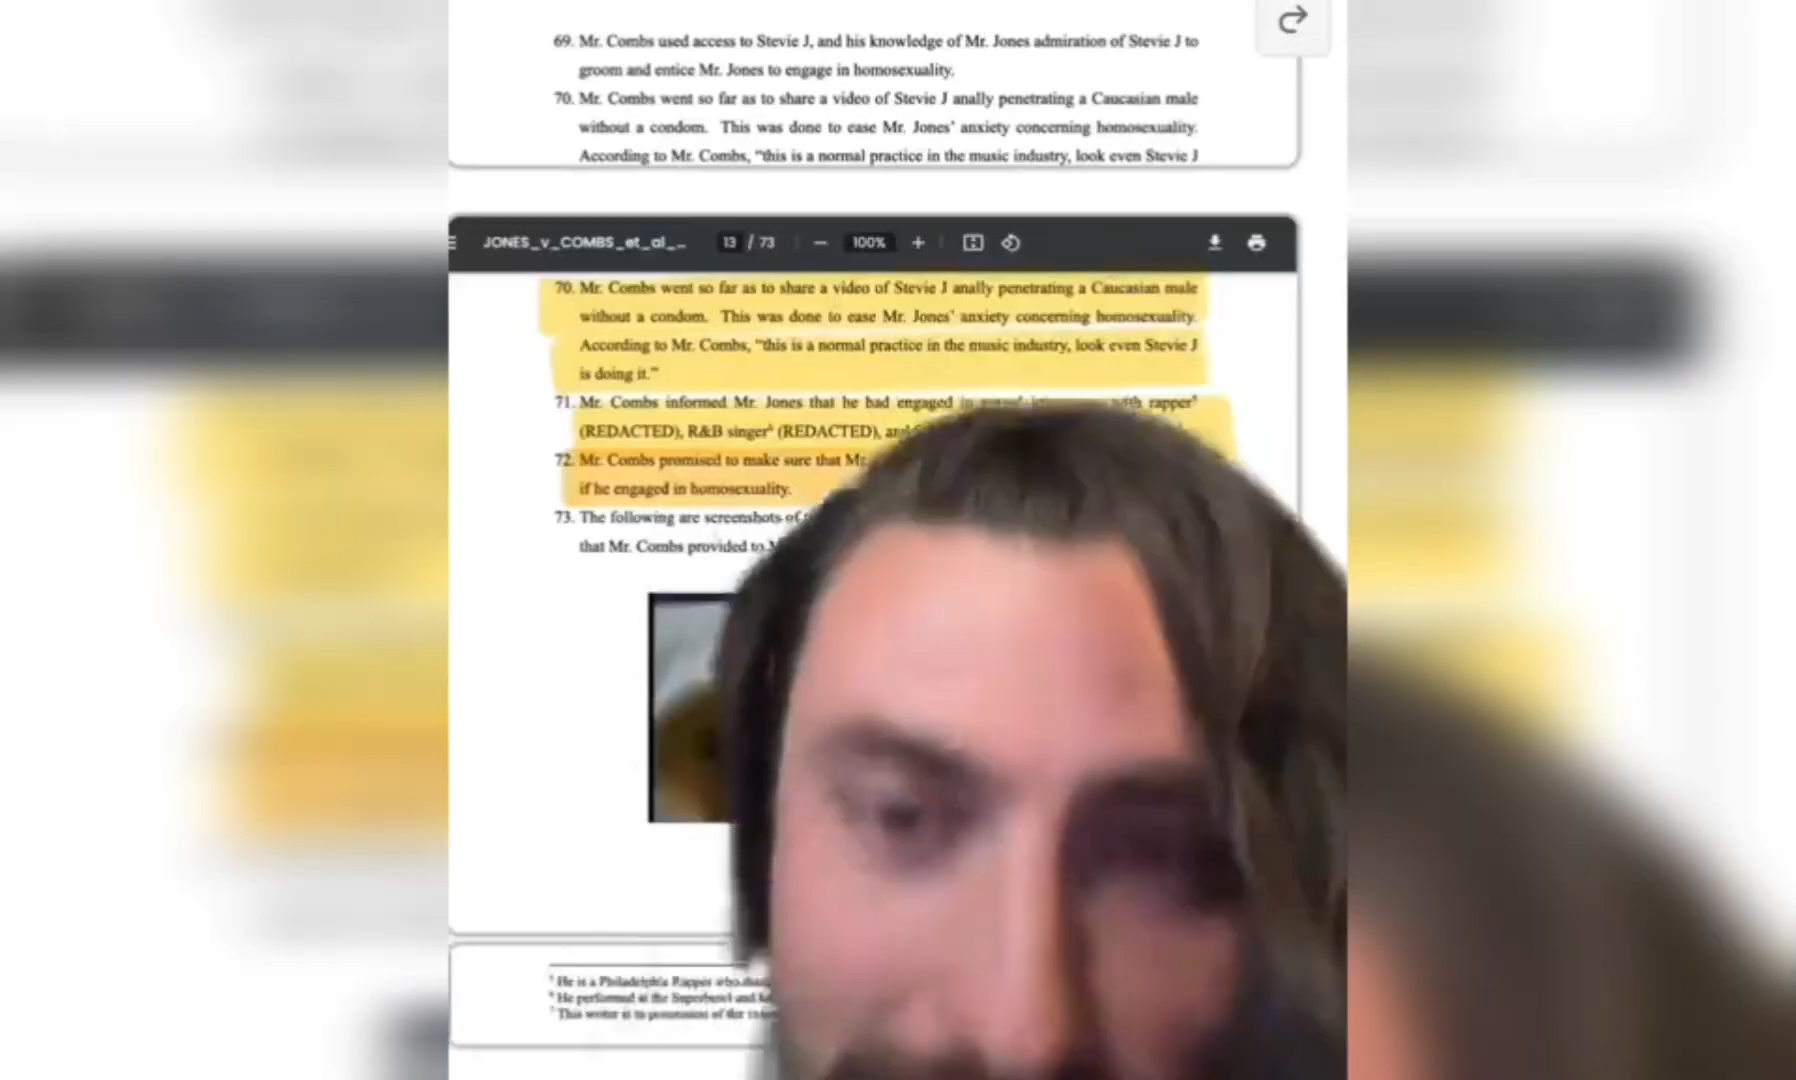 69. Mr. Combs used access to Stevie J, and his knowledge of Mr. Jones admiration of Stevie J to
groom and entice Mr. Jones to engage in homosexuality.
70. Mr. Combs went so far as to share a video of Stevie J anally penetrating a Caucasian male
without a condom. This was done to ease Mr. Jones' anxiety concerning homosexuality.
According to Mr. Combs, "this is a normal practice in the music industry, look even Stevie J
JONES_v_COMBS_et_al_...
13 / 73
100%
70. Mr. Combs went so far as to share a video of Stevie J anally penetrating a Caucasian male
without a condom. This was done to ease Mr. Jones' anxiety concerning homosexuality.
According to Mr. Combs, "this is a normal practice in the music industry, look even Stevie J
is doing it."
71. Mr. Combs informed Mr. Jones that he had engaged in rapper⁵
(REDACTED), R&B singer⁶ (REDACTED),
72. Mr. Combs promised to make sure that Mr.
if he engaged in homosexuality.
73. The following are screenshots of
that Mr. Combs provided to
⁵ He is a Philadelphia Rapper who
⁶ He performed at the Superbowl and
⁷ This writer is in possession of the